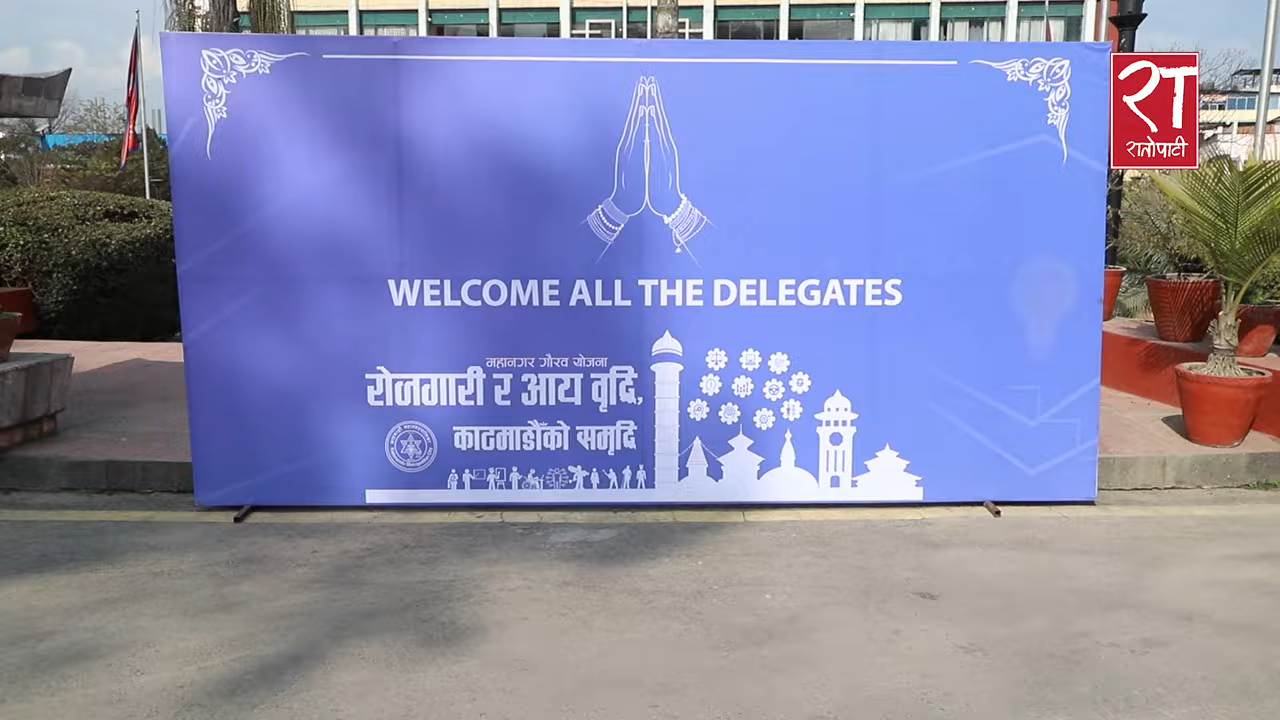 रा
रातोपाटी
WELCOME ALL THE DELEGATES
महानगर गौरव योजना
रोजगारी र आय वृद्धि,
काठमाडौँको समृद्धि